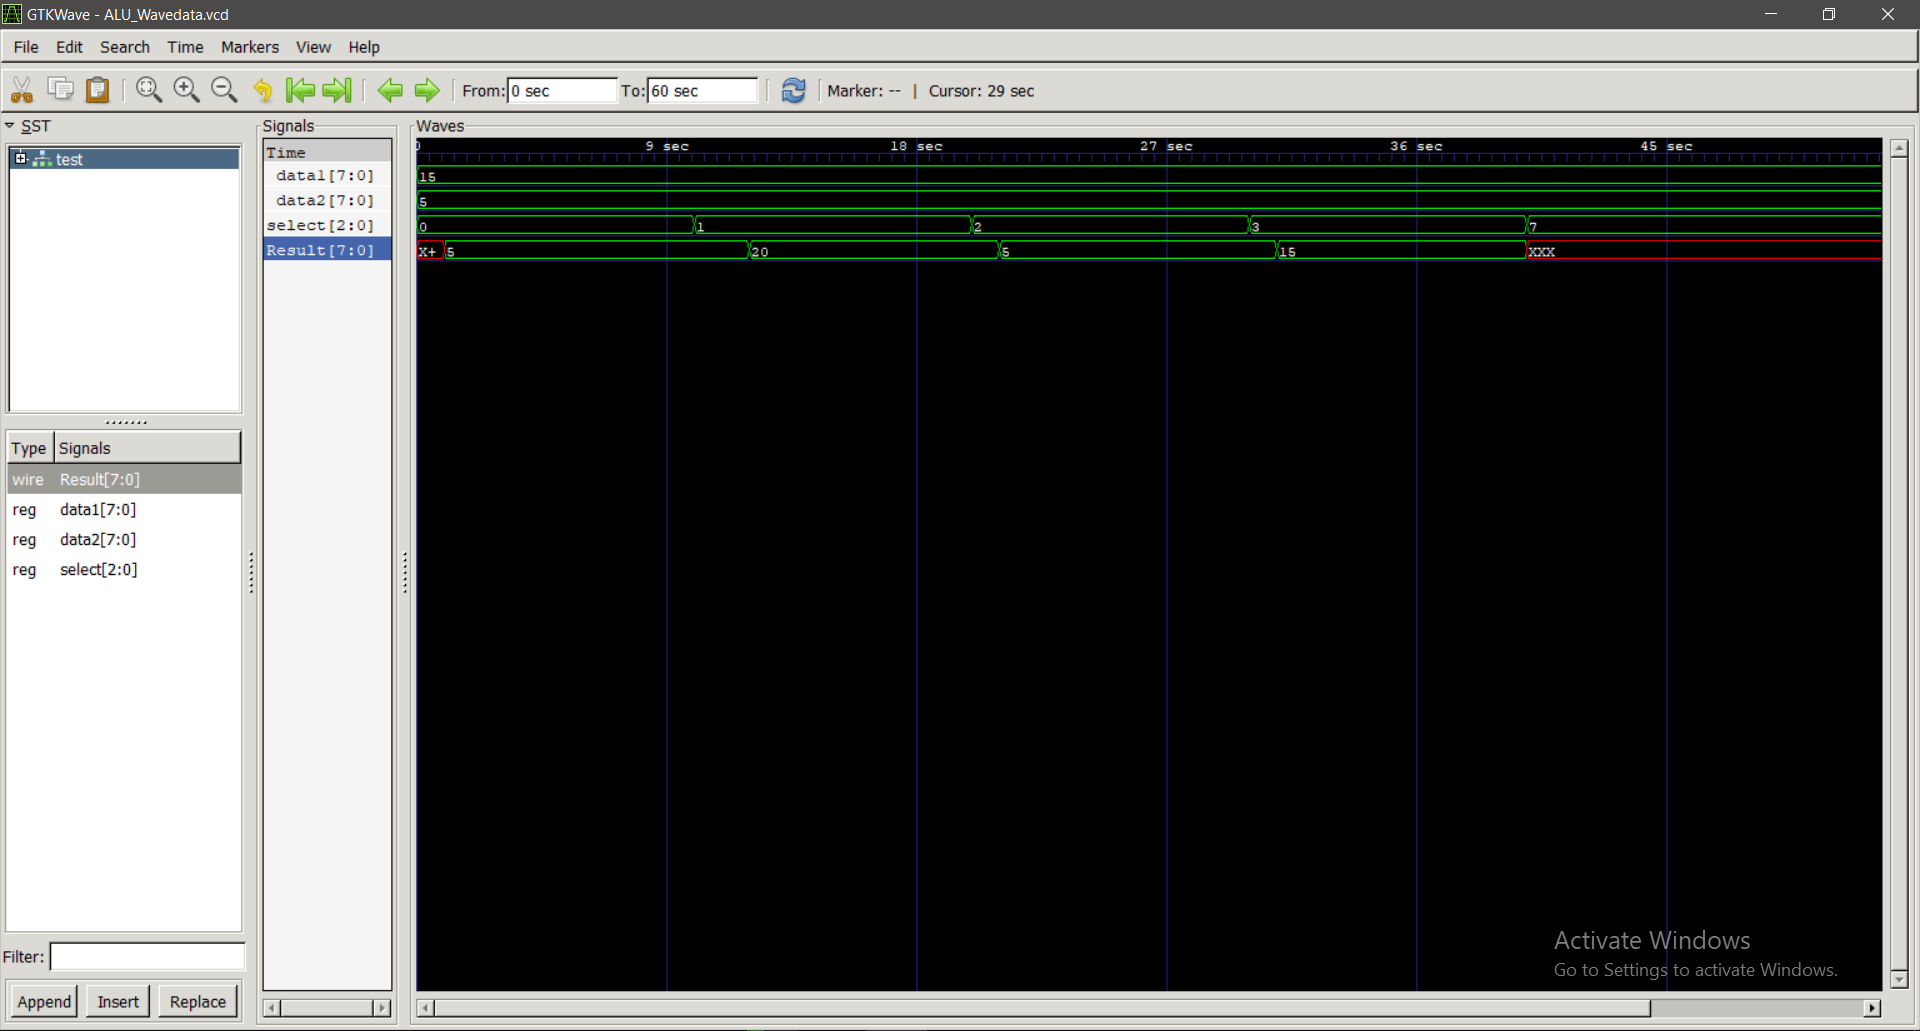 GTKWave - ALU_Wavedata.vcd
File Edit Search Time Markers View Help
From: 0 sec To: 60 sec Marker: -- | Cursor: 29 sec
SST
test
Type Signals
wire Result[7:0]
reg data1[7:0]
reg data2[7:0]
reg select[2:0]
Filter:
Append Insert Replace
Signals
Time
data1[7:0]
data2[7:0]
select[2:0]
Result[7:0]
Waves
0 9 sec 18 sec 27 sec 36 sec 45 sec
15
5
0 1 2 3 7
X+ 5 20 5 15 XXX
Activate Windows
Go to Settings to activate Windows.